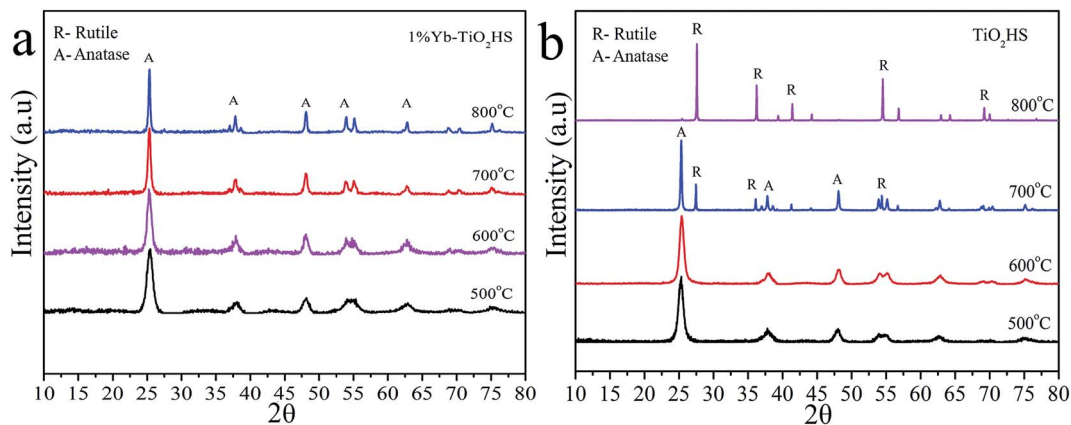 a
R- Rutile
A- Anatase
1%Yb-TiO₂HS
A
A
A
A
A
800°C
700°C
600°C
500°C
Intensity (a.u)
10 15 20 25 30 35 40 45 50 55 60 65 70 75 80
2θ
b
R- Rutile
A- Anatase
TiO₂HS
R
R
R
R
R
800°C
A
R
R
A
A
R
700°C
600°C
500°C
Intensity (a.u)
10 15 20 25 30 35 40 45 50 55 60 65 70 75 80
2θ